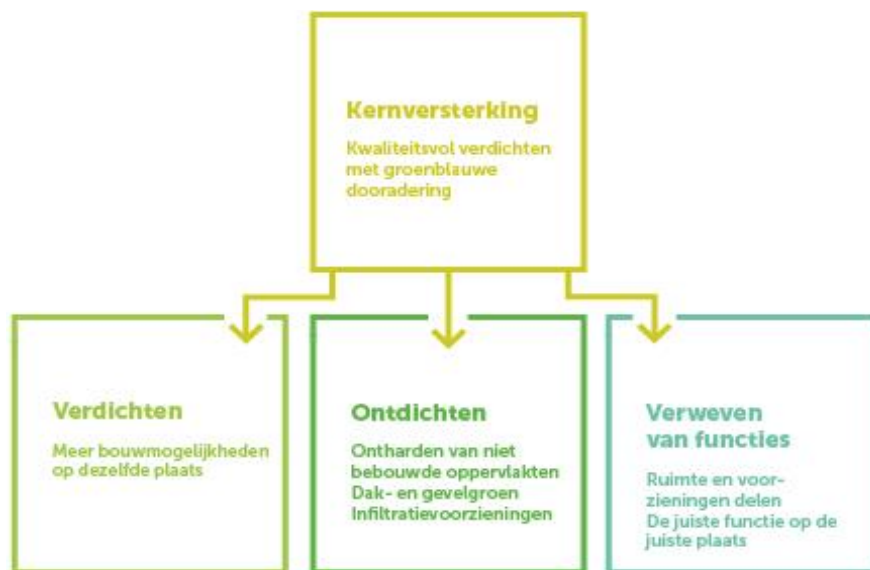 Kernversterking
Kwaliteitsvol verdichten
met groenblauwe
dooradering
Verdichten
Meer bouwmogelijkheden
op dezelfde plaats
Ontdichten
Ontharden van niet
bebouwde oppervlakten
Dak- en gevelgroen
Infiltratievoorzieningen
Verweven
van functies
Ruimte en voor-
zieningen delen
De juiste functie op de
juiste plaats